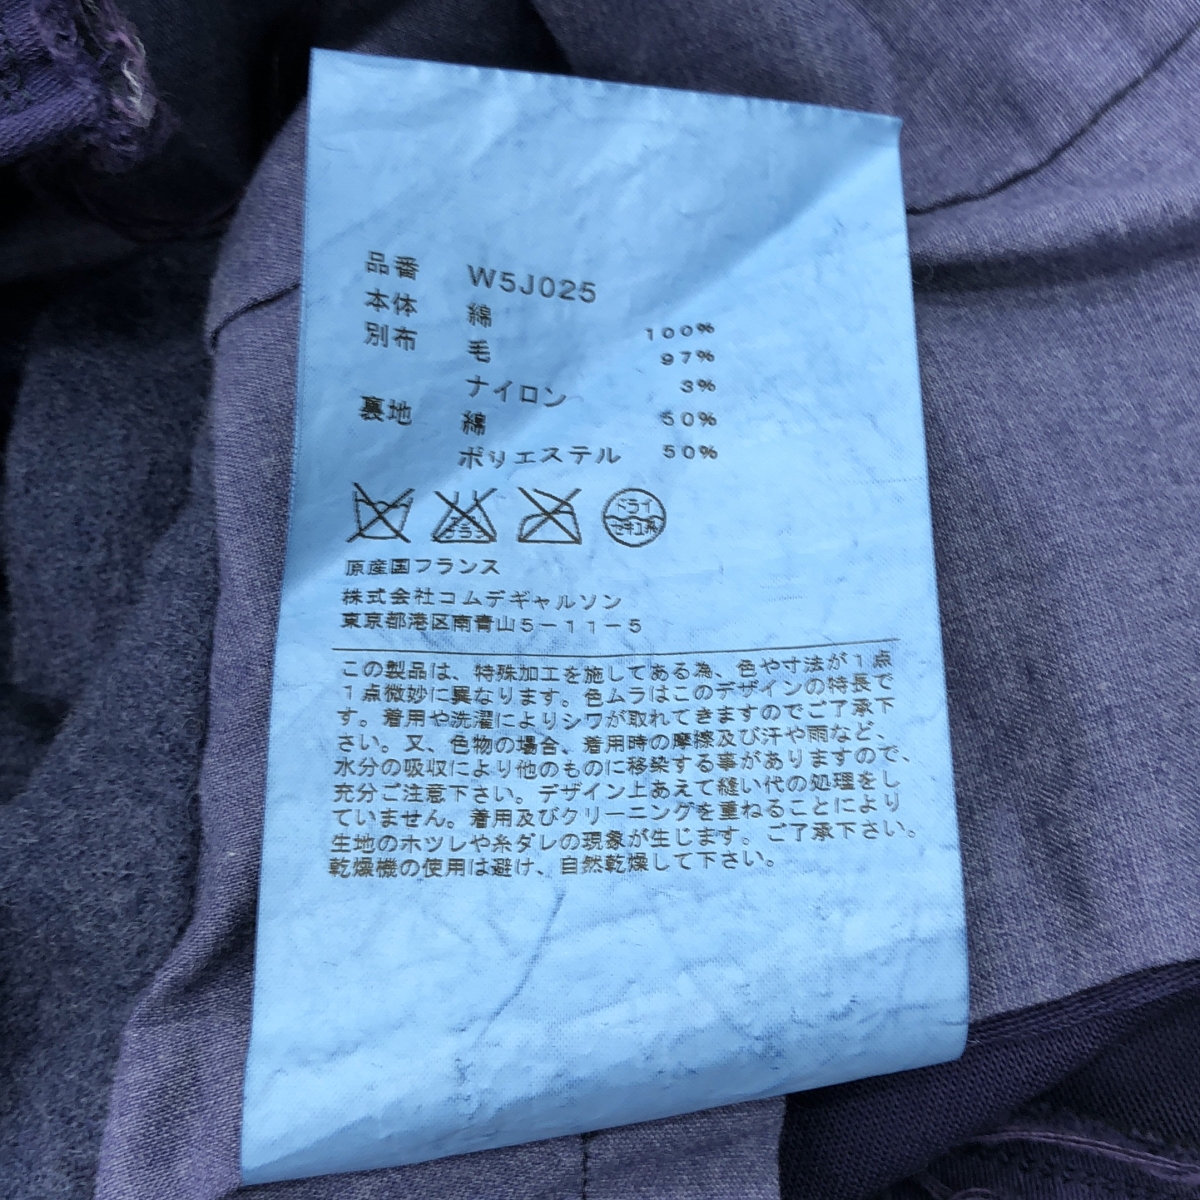 品番 W5J025
本体 綿 100%
別布 毛 97%
ナイロン 3%
裏地 綿 50%
ポリエステル 50%
エンソ サラシ ドライ セキユ系
原産国フランス
株式会社コムデギャルソン
東京都港区南青山5-11-5
この製品は、特殊加工を施してある為、色や寸法が1点
1点微妙に異なります。色ムラはこのデザインの特長で
す。着用や洗濯によりシワが取れてきますのでご了承下
さい。又、色物の場合、着用時の摩擦及び汗や雨など、
水分の吸収により他のものに移染する事がありますので、
充分ご注意下さい。デザイン上あえて縫い代の処理をし
ていません。着用及びクリーニングを重ねることにより
生地のホツレや糸ダレの現象が生じます。ご了承下さい。
乾燥機の使用は避け、自然乾燥して下さい。